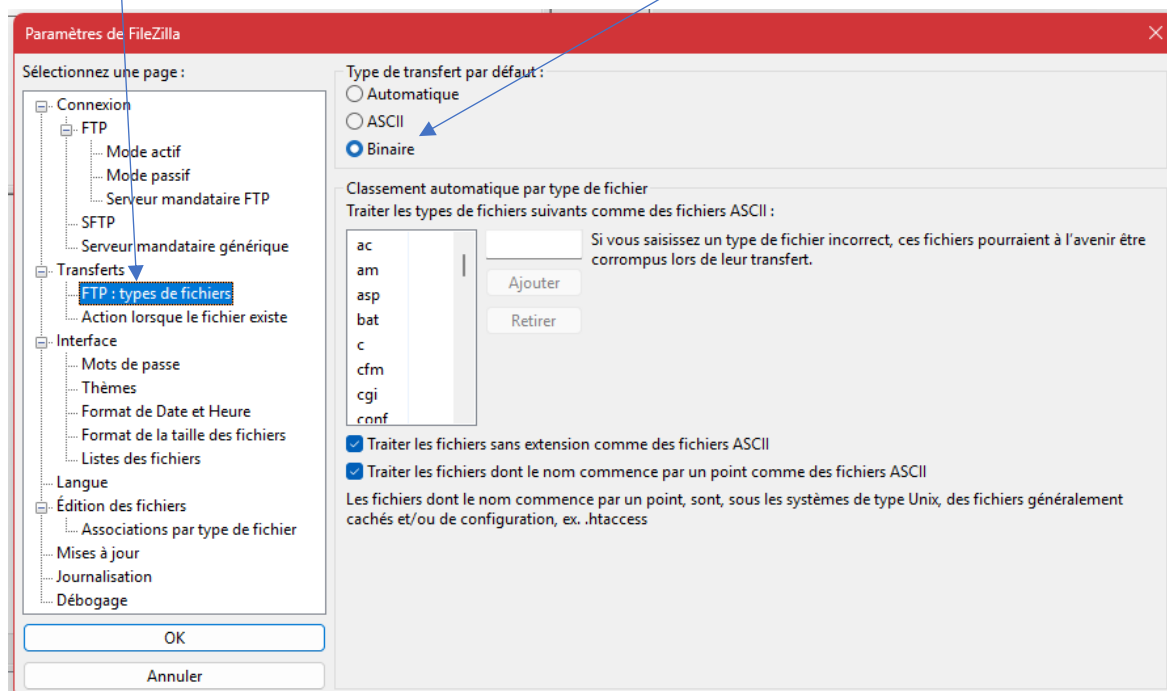 Paramètres de FileZilla
Sélectionnez une page :
Connexion
FTP
Mode actif
Mode passif
Serveur mandataire FTP
SFTP
Serveur mandataire générique
Transferts
FTP : types de fichiers
Action lorsque le fichier existe
Interface
Mots de passe
Thèmes
Format de Date et Heure
Format de la taille des fichiers
Listes des fichiers
Langue
Édition des fichiers
Associations par type de fichier
Mises à jour
Journalisation
Débogage
OK
Annuler
Type de transfert par défaut :
Automatique
ASCII
Binaire
Classement automatique par type de fichier
Traiter les types de fichiers suivants comme des fichiers ASCII :
ac
am
asp
bat
c
cfm
cgi
conf
Ajouter
Retirer
Si vous saisissez un type de fichier incorrect, ces fichiers pourraient à l’avenir être
corrompus lors de leur transfert.
Traiter les fichiers sans extension comme des fichiers ASCII
Traiter les fichiers dont le nom commence par un point comme des fichiers ASCII
Les fichiers dont le nom commence par un point, sont, sous les systèmes de type Unix, des fichiers généralement
cachés et/ou de configuration, ex. .htaccess